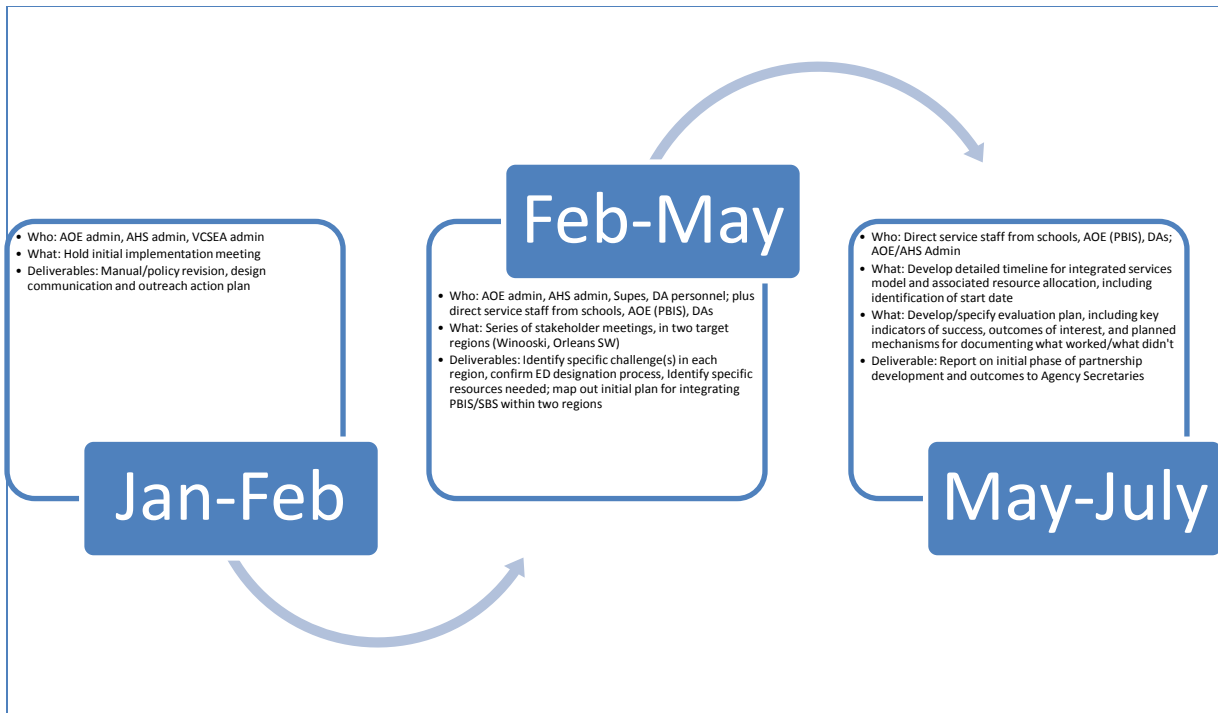 • Who: AOE admin, AHS admin, VCSEA admin
• What: Hold initial implementation meeting
• Deliverables: Manual/policy revision, design
communication and outreach action plan
Jan-Feb
Feb-May
• Who: AOE admin, AHS admin, Supes, DA personnel; plus
direct service staff from schools, AOE (PBIS), DAs
• What: Series of stakeholder meetings, in two target
regions (Winooski, Orleans SW)
• Deliverables: Identify specific challenge(s) in each
region, confirm ED designation process, Identify specific
resources needed; map out initial plan for integrating
PBIS/SBS within two regions
• Who: Direct service staff from schools, AOE (PBIS), DAs;
AOE/AHS Admin
• What: Develop detailed timeline for integrated services
model and associated resource allocation, including
identification of start date
• What: Develop/specify evaluation plan, including key
indicators of success, outcomes of interest, and planned
mechanisms for documenting what worked/what didn't
• Deliverable: Report on initial phase of partnership
development and outcomes to Agency Secretaries
May-July